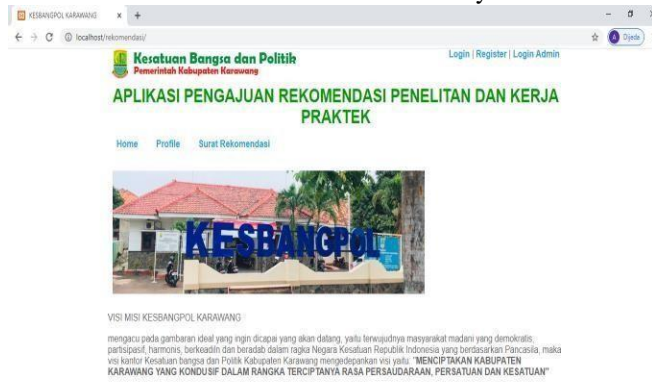 KESBANGPOL KARAWANG
localhost/rekomendasi/
Dijeda
Kesatuan Bangsa dan Politik
Pemerintah Kabupaten Karawang
Login | Register | Login Admin
APLIKASI PENGAJUAN REKOMENDASI PENELITAN DAN KERJA
PRAKTEK
Home Profile Surat Rekomendasi
KESBANGPOL
VISI MISI KESBANGPOL KARAWANG
mengacu pada gambaran ideal yang ingin dicapai yang akan datang, yaitu terwujudnya masyarakat madani yang demokratis,
partisipasif, harmonis, berkeadiin dan beradab dalam ragka Negara Kesatuan Republik Indonesia yang berdasarkan Pancasila, maka
visi kantor Kesatuan bangsa dan Politik Kabupaten Karawang mengedepankan visi yaitu: "MENCIPTAKAN KABUPATEN
KARAWANG YANG KONDUSIF DALAM RANGKA TERCIPTANYA RASA PERSAUDARAAN, PERSATUAN DAN KESATUAN"